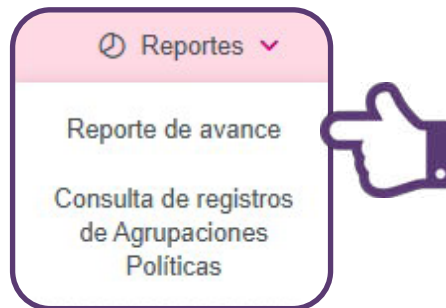 Reportes
Reporte de avance
Consulta de registros
de Agrupaciones
Políticas